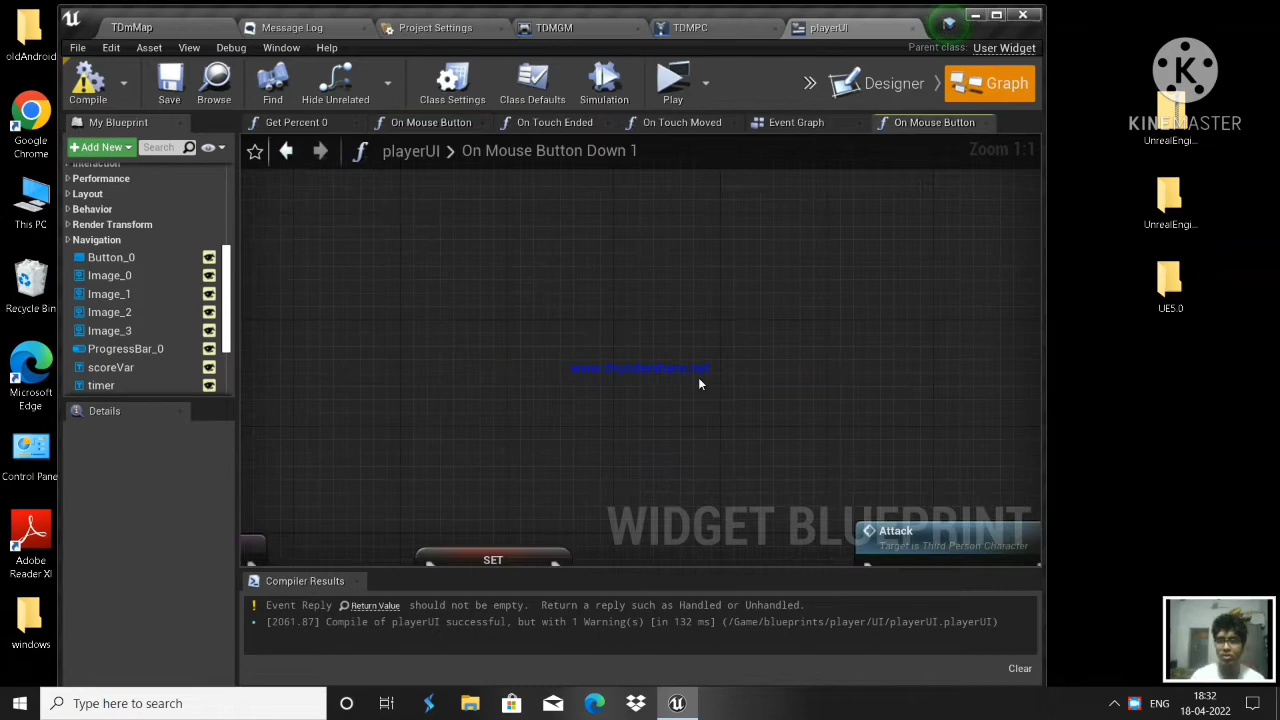 oldAndroid
Google Chrome
This PC
Recycle Bin
Microsoft Edge
Control Panel
Adobe Reader XI
windows
TDmMap
Message Log
Project Settings
TDMGM
TDMPC
playerUI
File Edit Asset View Debug Window Help
Parent class: User Widget
Compile
Save
Browse
Find
Hide Unrelated
Class Settings
Class Defaults
Simulation
Play
Designer
Graph
My Blueprint
Get Percent 0
On Mouse Button
On Touch Ended
On Touch Moved
Event Graph
On Mouse Button
Add New
Search
playerUI > On Mouse Button Down 1
Zoom 1:1
Performance
Layout
Behavior
Render Transform
Navigation
Button_0
Image_0
Image_1
Image_2
Image_3
ProgressBar_0
scoreVar
timer
Details
www.thundershare.net
WIDGET BLUEPRINT
SET
Attack
Target is Third Person Character
Compiler Results
Event Reply Return Value should not be empty. Return a reply such as Handled or Unhandled.
[2061.87] Compile of playerUI successful, but with 1 Warning(s) [in 132 ms] (/Game/blueprints/player/UI/playerUI.playerUI)
Clear
K
KINEMASTER
UnrealEngi...
UnrealEngi...
UE5.0
Type here to search
ENG
18:32
18-04-2022